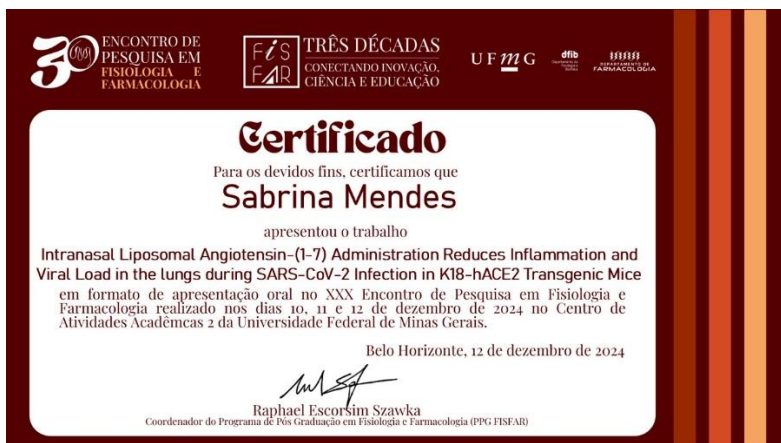 30
ENCONTRO DE
PESQUISA EM
FISIOLOGIA E
FARMACOLOGIA
FiS
FAR
TRÊS DÉCADAS
CONECTANDO INOVAÇÃO,
CIÊNCIA E EDUCAÇÃO
UFMG
dfib
DEPARTAMENTO DE
FARMACOLOGIA
Certificado
Para os devidos fins, certificamos que
Sabrina Mendes
apresentou o trabalho
Intranasal Liposomal Angiotensin-(1-7) Administration Reduces Inflammation and
Viral Load in the lungs during SARS-CoV-2 Infection in K18-hACE2 Transgenic Mice
em formato de apresentação oral no XXX Encontro de Pesquisa em Fisiologia e
Farmacologia realizado nos dias 10, 11 e 12 de dezembro de 2024 no Centro de
Atividades Acadêmcas 2 da Universidade Federal de Minas Gerais.
Belo Horizonte, 12 de dezembro de 2024
Raphael Escorsim Szawka
Coordenador do Programa de Pós Graduação em Fisiologia e Farmacologia (PPG FISFAR)